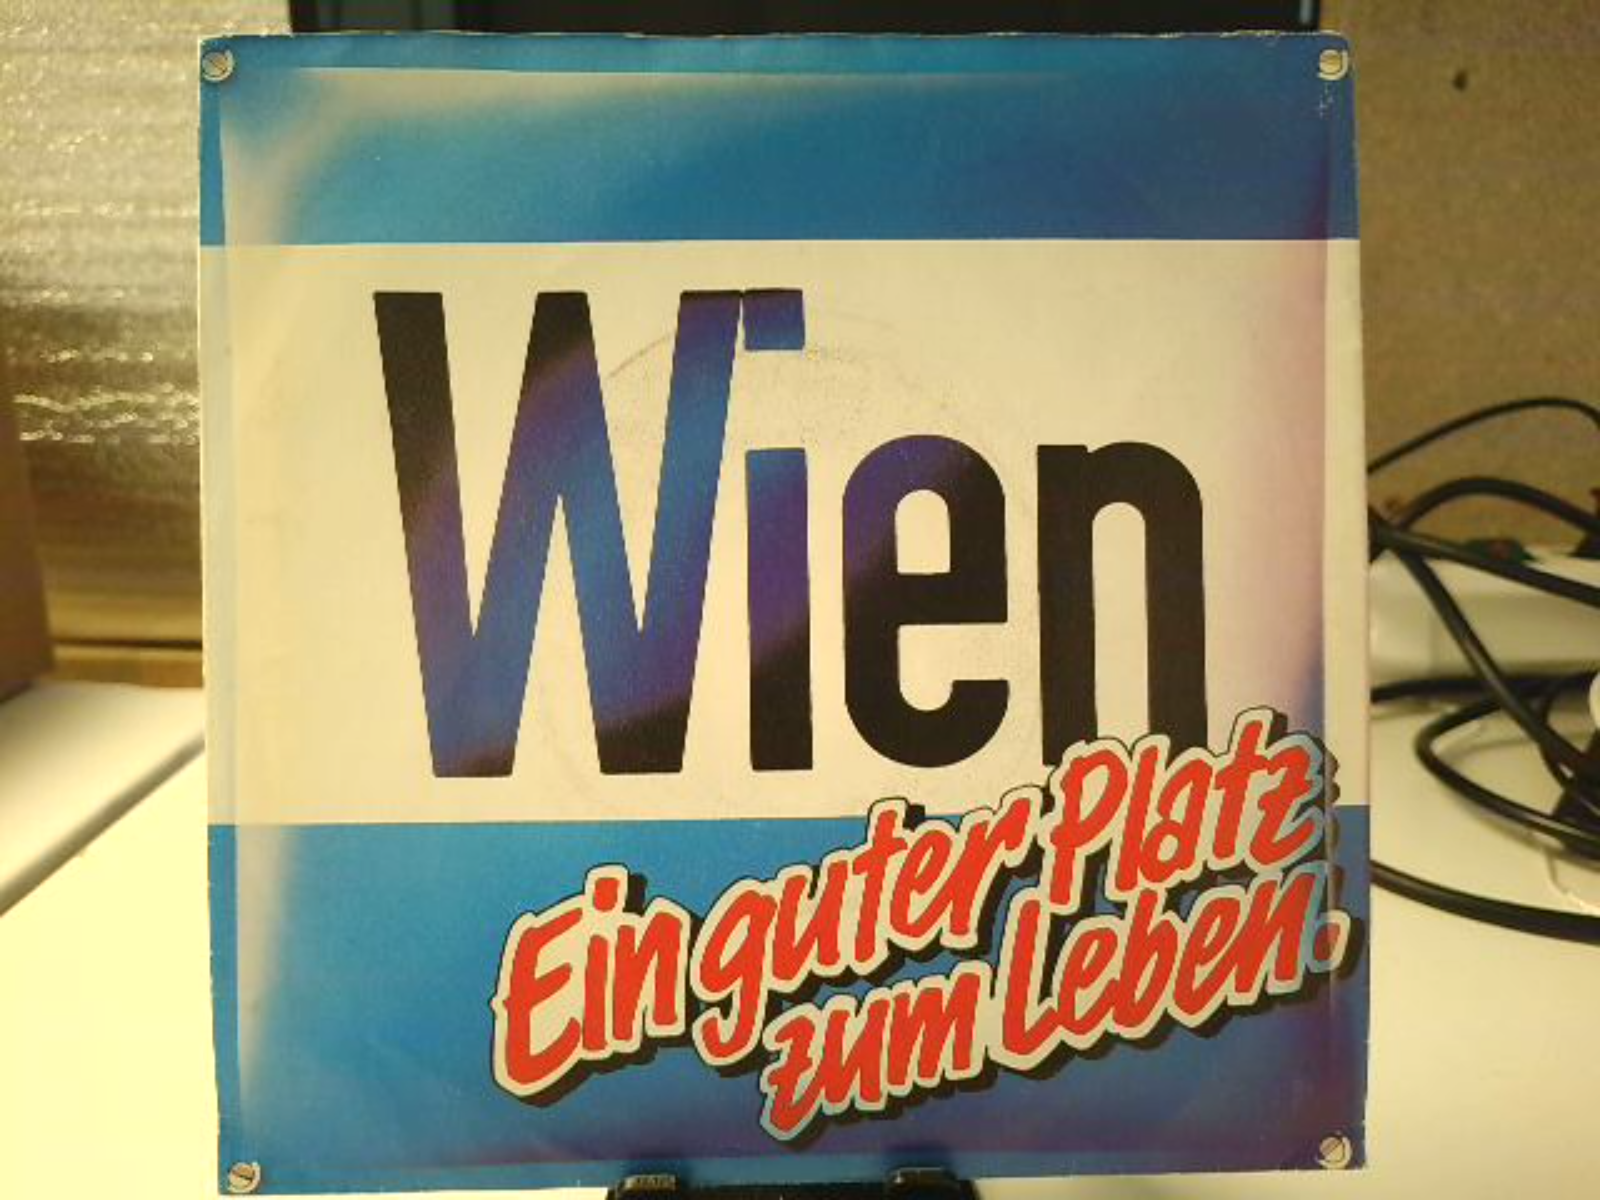 Wien
Ein guter Platz
zum Leben.